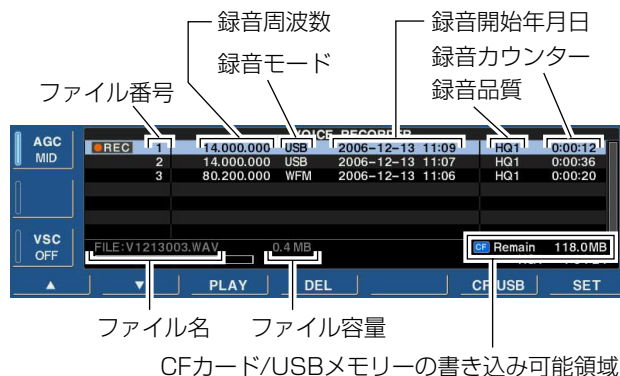 録音周波数 録音開始年月日
録音モード 録音カウンター
ファイル番号 録音品質
VOICE RECORDER
AGC
MID
REC 1 14.000.000 USB 2006-12-13 11:09 HQ1 0:00:12
2 14.000.000 USB 2006-12-13 11:07 HQ1 0:00:36
3 80.200.000 WFM 2006-12-13 11:06 HQ1 0:00:20
VSC
OFF
FILE:V1213003.WAV 0.4MB CF Remain 118.0MB
▲ ▼ PLAY DEL CF/USB SET
ファイル名 ファイル容量
CFカード/USBメモリーの書き込み可能領域